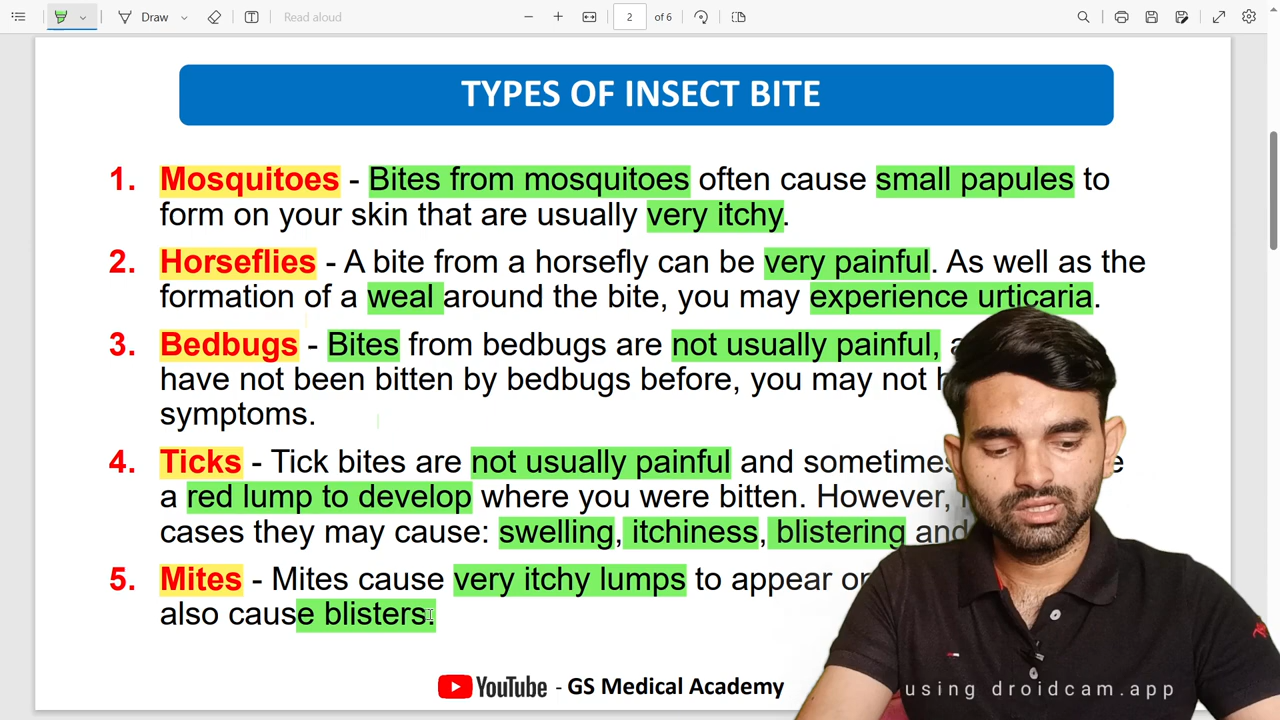 Draw
Read aloud
2 of 6
TYPES OF INSECT BITE
1. Mosquitoes - Bites from mosquitoes often cause small papules to
form on your skin that are usually very itchy.
2. Horseflies - A bite from a horsefly can be very painful. As well as the
formation of a weal around the bite, you may experience urticaria.
3. Bedbugs - Bites from bedbugs are not usually painful,
have not been bitten by bedbugs before, you may not
symptoms.
4. Ticks - Tick bites are not usually painful and sometimes
a red lump to develop where you were bitten. However,
cases they may cause: swelling, itchiness, blistering and
5. Mites - Mites cause very itchy lumps to appear
also cause blisters.
YouTube - GS Medical Academy
using droidcam.app